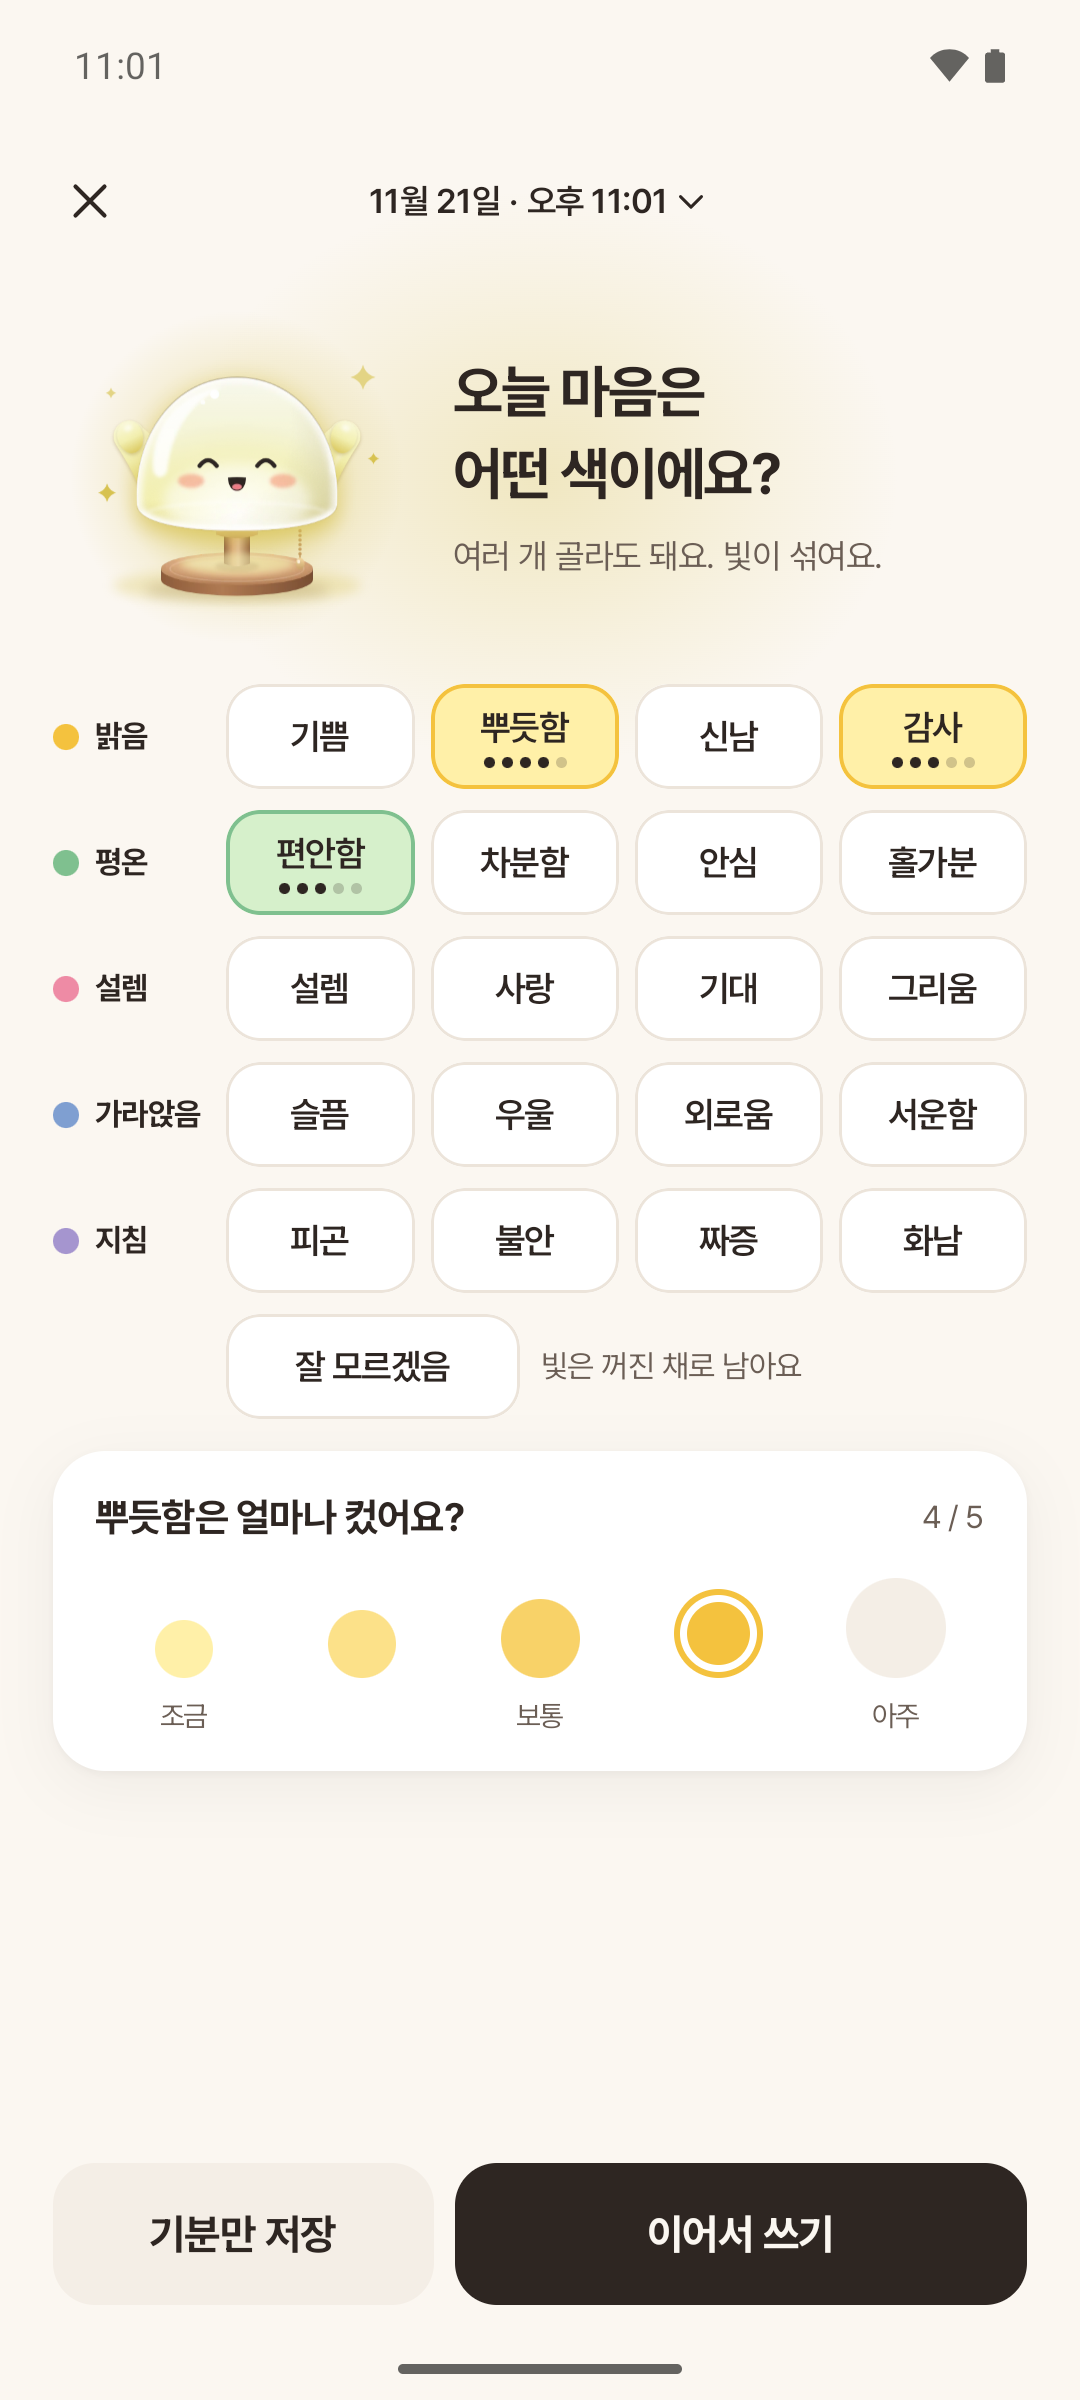 11:01
11월 21일 · 오후 11:01
오늘 마음은
어떤 색이에요?
여러 개 골라도 돼요. 빛이 섞여요.
밝음 기쁨 뿌듯함 신남 감사
평온 편안함 차분함 안심 홀가분
설렘 설렘 사랑 기대 그리움
가라앉음 슬픔 우울 외로움 서운함
지침 피곤 불안 짜증 화남
잘 모르겠음 빛은 꺼진 채로 남아요
뿌듯함은 얼마나 컸어요? 4 / 5
조금 보통 아주
기분만 저장 이어서 쓰기